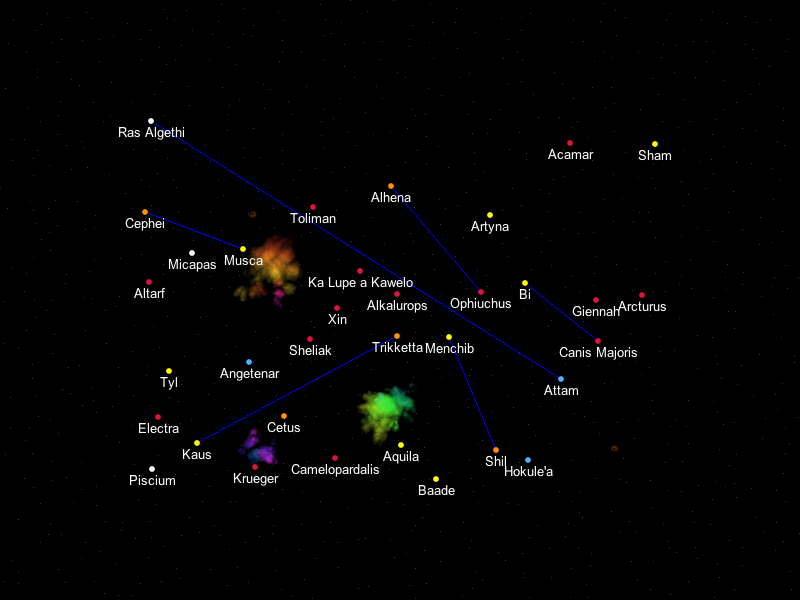 Ras Algethi
Acamar
Sham
Alhena
Toliman
Cephei
Artyna
Musca
Micapas
Ka Lupe a Kawelo
Altarf
Alkalurops
Ophiuchus
Bi
Giennah
Arcturus
Xin
Sheliak
Trikketa
Menchib
Canis Majoris
Angetenar
Tyl
Attam
Electra
Cetus
Kaus
Aquila
Shil
Camelopardalis
Hokule'a
Piscium
Krueger
Baade